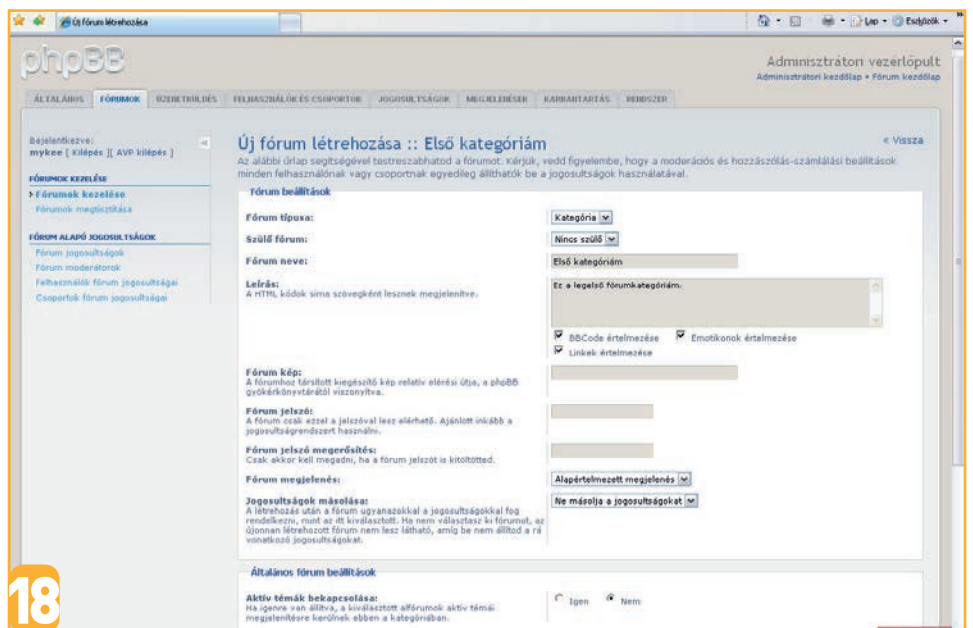 Új fórum létrehozása
Lap
Eszközök
phpBB
Adminisztrátori vezérlőpult
Adminisztrátori kezdőlap • Fórum kezdőlap
ÁLTALÁNOS FÓRUMOK ÜZENETKÜLDÉS FELHASZNÁLÓK ÉS CSOPORTOK JOGOSULTSÁGOK MEGJELENÉSEK KARBANTARTÁS RENDSZER
Bejelentkezve:
mykee [ Kilépés ][ AVP kilépés ]
FÓRUMOK KEZELÉSE
Fórumok kezelése
Fórumok megtisztítása
FÓRUM ALAPÚ JOGOSULTSÁGOK
Fórum jogosultságok
Fórum moderátorok
Felhasználók fórum jogosultságai
Csoportok fórum jogosultságai
« Vissza
Új fórum létrehozása :: Első kategóriám
Az alábbi űrlap segítségével testreszabhatod a fórumot. Kérjük, vedd figyelembe, hogy a moderációs és hozzászólás-számlálási beállítások
minden felhasználónak vagy csoportnak egyedileg állíthatók be a jogosultságok használatával.
Fórum beállítások
Fórum típusa: Kategória
Szülő fórum: Nincs szülő
Fórum neve: Első kategóriám
Leírás:
A HTML kódok sima szövegként lesznek megjelenítve.
Ez a legelső fórumkategóriám.
BBCode értelmezése Emotikonok értelmezése
Linkek értelmezése
Fórum kép:
A fórumhoz társított kiegészítő kép relatív elérési útja, a phpBB
gyökérkönyvtárától viszonyítva.
Fórum jelszó:
A fórum csak ezzel a jelszóval lesz elérhető. Ajánlott inkább a
jogosultságrendszert használni.
Fórum jelszó megerősítés:
Csak akkor kell megadni, ha a fórum jelszót is kitöltötted.
Fórum megjelenés: Alapértelmezett megjelenés
Jogosultságok másolása: Ne másolja a jogosultságokat
A létrehozás után a fórum ugyanazokkal a jogosultságokkal fog
rendelkezni, mint az itt kiválasztott. Ha nem választasz ki fórumot, az
újonnan létrehozott fórum nem lesz látható, amíg be nem állítod a rá
vonatkozó jogosultságokat.
Általános fórum beállítások
Aktív témák bekapcsolása: Igen Nem
Ha igenre van állítva, a kiválasztott alfórumok aktív témái
megjelenítésre kerülnek ebben a kategóriában.
18